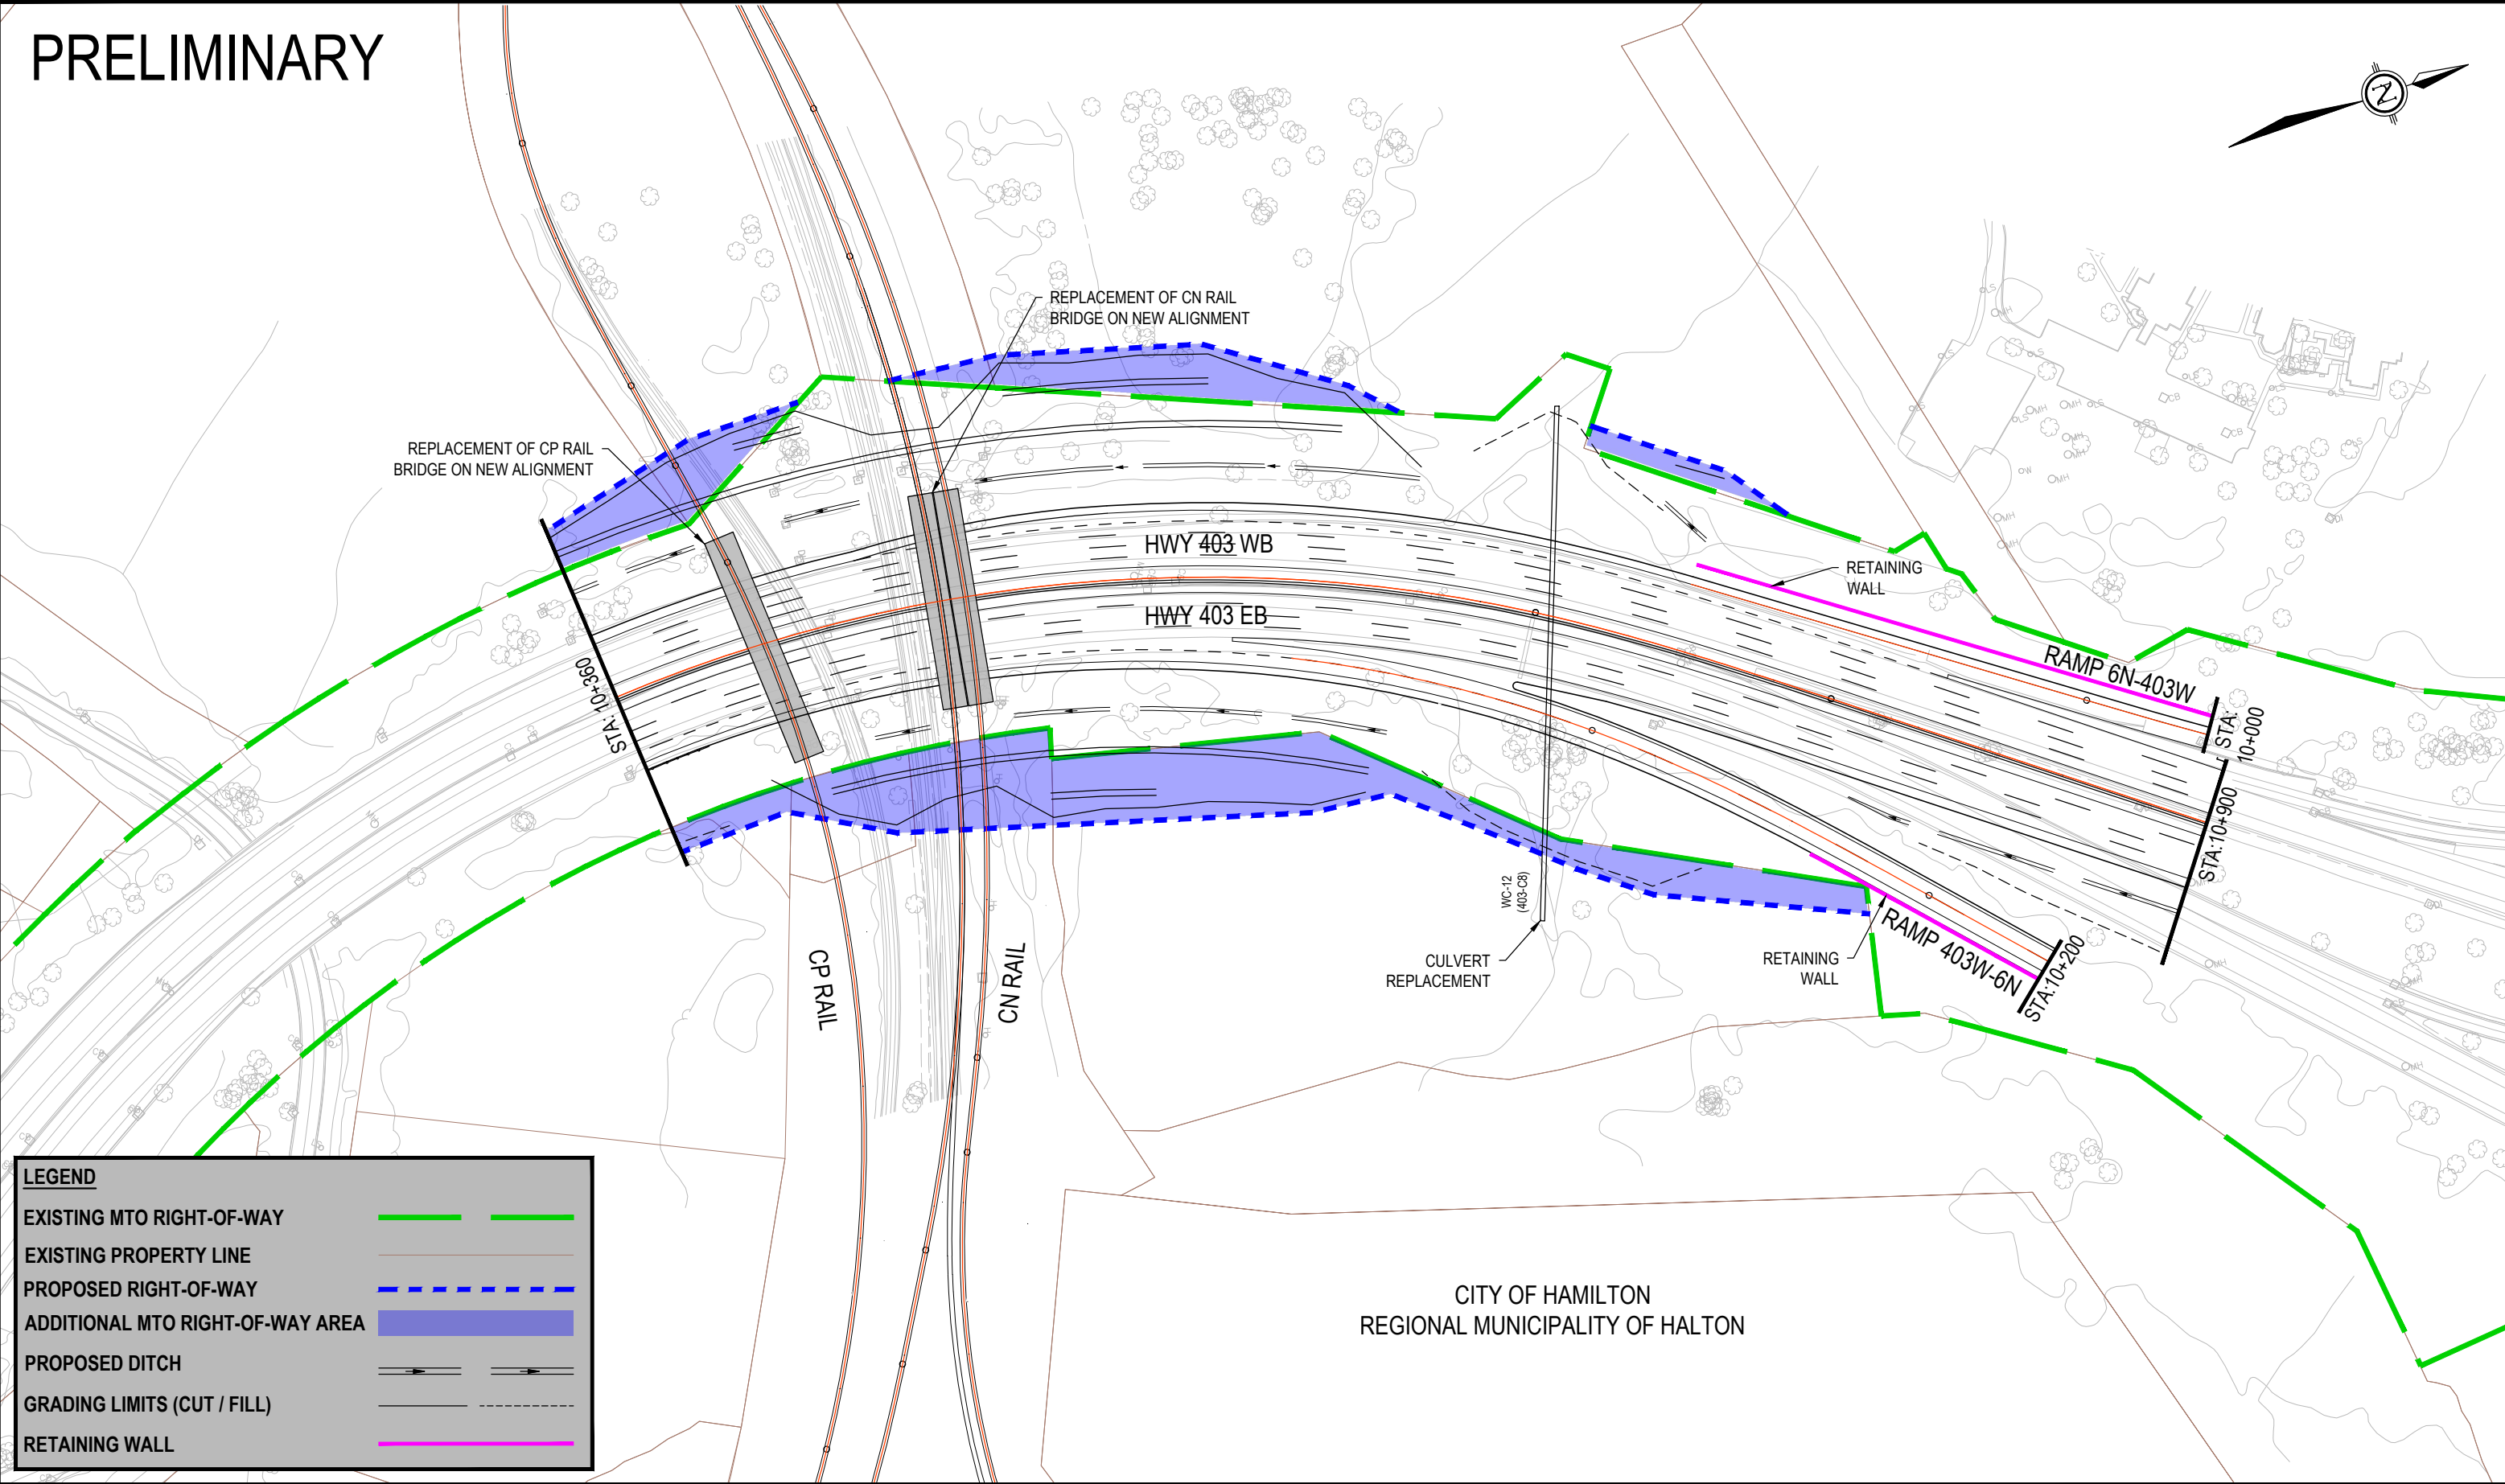 PRELIMINARY
N
REPLACEMENT OF CN RAIL
BRIDGE ON NEW ALIGNMENT
REPLACEMENT OF CP RAIL
BRIDGE ON NEW ALIGNMENT
HWY 403 WB
HWY 403 EB
RETAINING
WALL
RAMP 6N-403W
STA:
10+000
STA: 10+360
STA:10+900
WC-12
(403-C8)
CULVERT
REPLACEMENT
RETAINING
WALL
RAMP 403W-6N
STA:10+200
CP RAIL
CN RAIL
CITY OF HAMILTON
REGIONAL MUNICIPALITY OF HALTON
LEGEND
EXISTING MTO RIGHT-OF-WAY
EXISTING PROPERTY LINE
PROPOSED RIGHT-OF-WAY
ADDITIONAL MTO RIGHT-OF-WAY AREA
PROPOSED DITCH
GRADING LIMITS (CUT / FILL)
RETAINING WALL